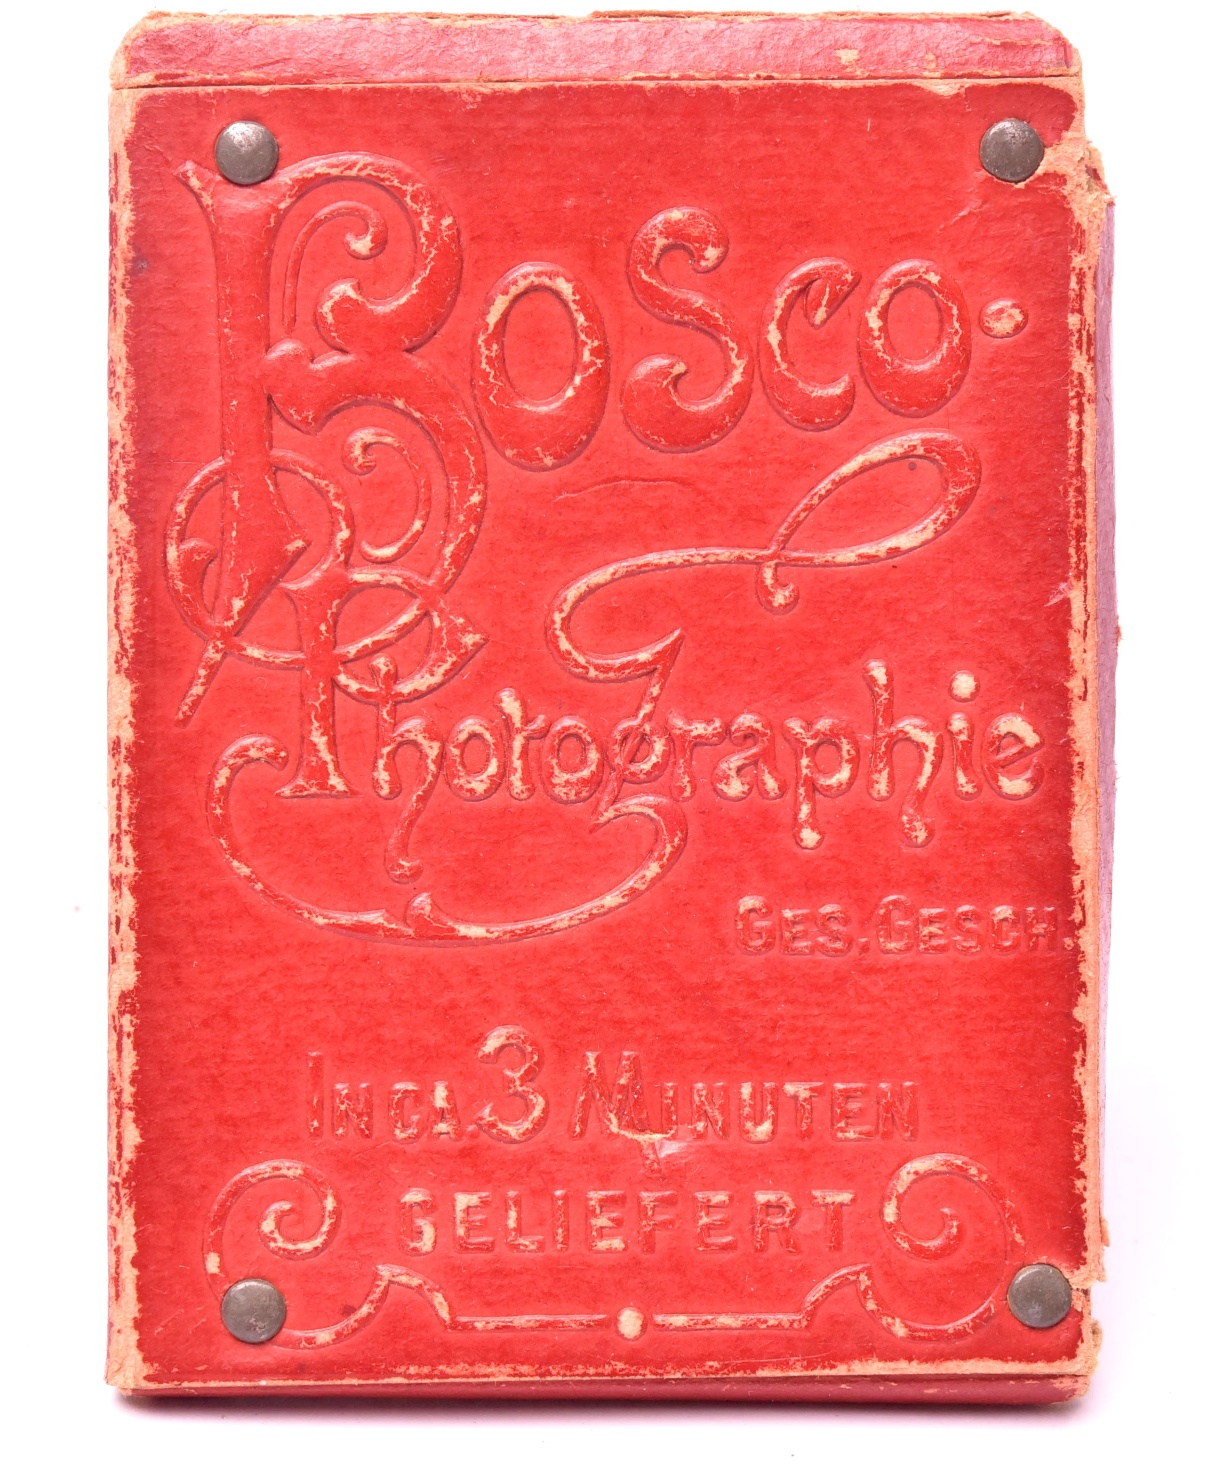 Bosco-
Photographie
GES. GESCH.
IN CA. 3 MINUTEN
GELIEFERT